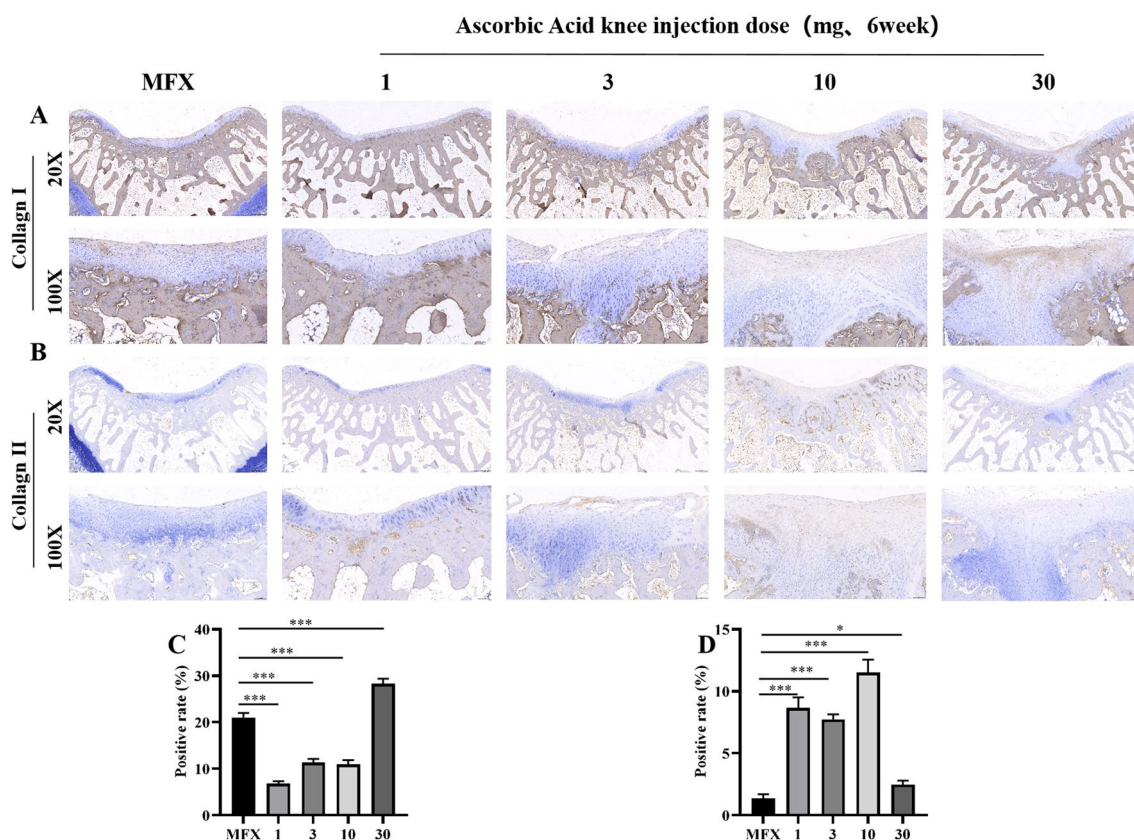 Ascorbic Acid knee injection dose（mg、6week）
MFX 1 3 10 30
A
Collagn I
20X
100X
B
Collagn II
20X
100X
C
Positive rate (%)
40
30
20
10
0
***
***
***
***
MFX 1 3 10 30
D
Positive rate (%)
15
10
5
0
*
***
***
***
MFX 1 3 10 30